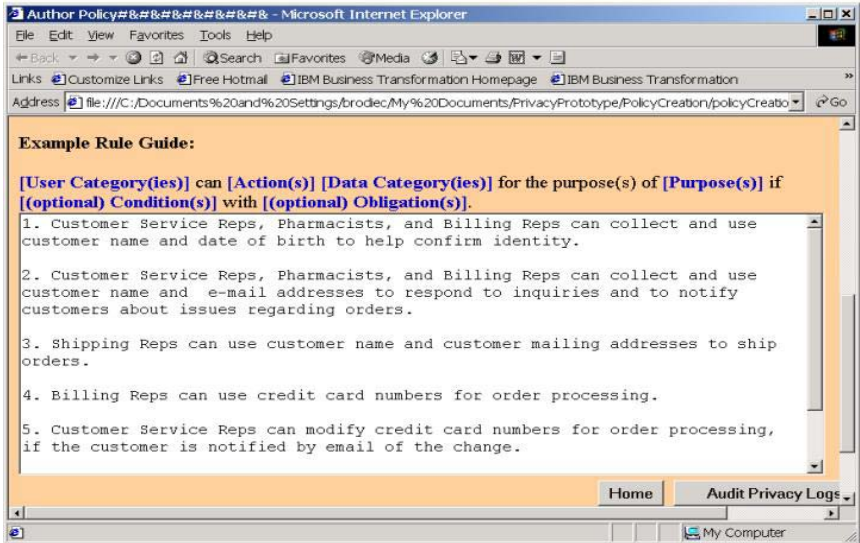 Author Policy#&#&#&#&#&#&#&#& - Microsoft Internet Explorer
File Edit View Favorites Tools Help
Back Search Favorites Media
Links Customize Links Free Hotmail IBM Business Transformation Homepage IBM Business Transformation »
Address file:///C:/Documents%20and%20Settings/brodiec/My%20Documents/PrivacyPrototype/PolicyCreation/policyCreatio Go
Example Rule Guide:
[User Category(ies)] can [Action(s)] [Data Category(ies)] for the purpose(s) of [Purpose(s)] if
[(optional) Condition(s)] with [(optional) Obligation(s)].
1. Customer Service Reps, Pharmacists, and Billing Reps can collect and use
customer name and date of birth to help confirm identity.
2. Customer Service Reps, Pharmacists, and Billing Reps can collect and use
customer name and e-mail addresses to respond to inquiries and to notify
customers about issues regarding orders.
3. Shipping Reps can use customer name and customer mailing addresses to ship
orders.
4. Billing Reps can use credit card numbers for order processing.
5. Customer Service Reps can modify credit card numbers for order processing,
if the customer is notified by email of the change.
Home Audit Privacy Logs
My Computer